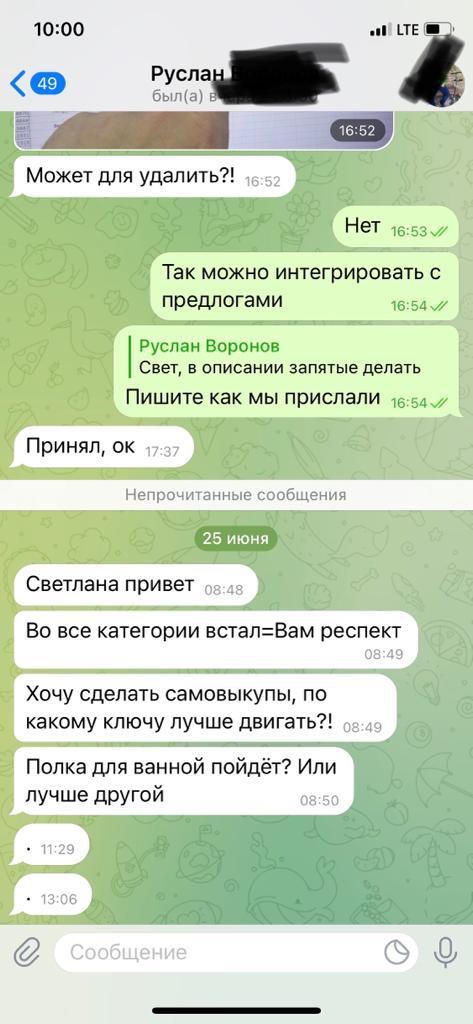 10:00
LTE
49
Руслан
был(а) в
16:52
Может для удалить?! 16:52
Нет 16:53
Так можно интегрировать с
предлогами 16:54
Руслан Воронов
Свет, в описании запятые делать
Пишите как мы прислали 16:54
Принял, ок 17:37
Непрочитанные сообщения
25 июня
Светлана привет 08:48
Во все категории встал=Вам респект
08:49
Хочу сделать самовыкупы, по
какому ключу лучше двигать?! 08:49
Полка для ванной пойдёт? Или
лучше другой 08:50
. 11:29
. 13:06
Сообщение